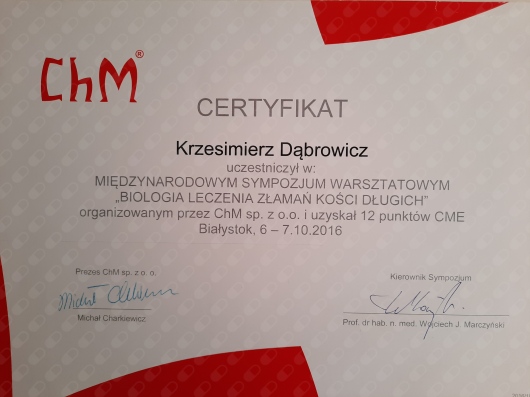 ChM®
CERTYFIKAT
Krzesimierz Dąbrowicz
uczestniczył w:
MIĘDZYNARODOWYM SYMPOZJUM WARSZTATOWYM
„BIOLOGIA LECZENIA ZŁAMAŃ KOŚCI DŁUGICH”
organizowanym przez ChM sp. z o.o. i uzyskał 12 punktów CME
Białystok, 6 – 7.10.2016
Prezes ChM sp. z o. o.
Michał Charkiewicz
Kierownik Sympozjum
Prof. dr hab. n. med. Wojciech J. Marczyński